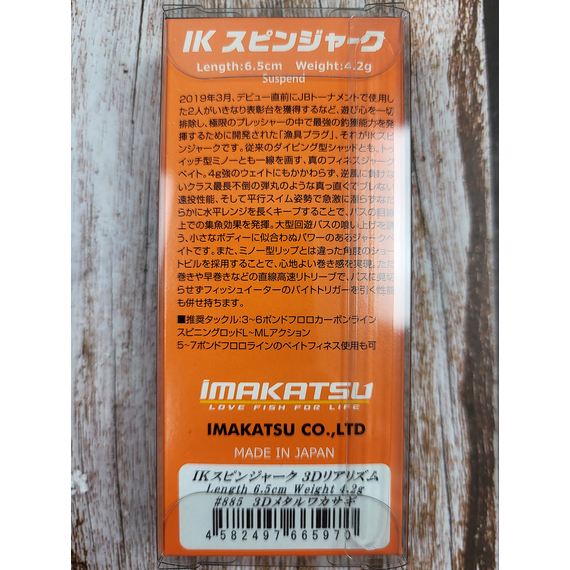 IK スピンジャーク
Length:6.5cm Weight:4.2g
Suspend
2019年3月、デビュー直前にJBトーナメントで使用し
た2人がいきなり表彰台を獲得するなど、遊び心を一切
排除し、極限のプレッシャーの中で最強の釣獲能力を発
揮するために開発された「漁具プラグ」、それがIKスピ
ンジャークです。従来のダイビング型シャッドとも、トゥ
イッチ型ミノーとも一線を画す、真のフィネスジャーク
ベイト。4g強のウェイトにもかかわらず、逆風に負けな
いクラス最長不倒の弾丸のような真っ直ぐでブレない
遠投性能、そして平行スイム姿勢で急激に潜らずなだ
らかに水平レンジを長くキープすることで、バスの目線
上での集魚効果を発揮。大型回遊バスの喰い上げを誘
う、小さなボディーに似合わぬパワーのあるジャークベ
イトです。また、ミノー型リップとは違った角度のショー
トビルを採用することで、心地よい巻き感を実現。ただ
巻きや早巻きなどの直線高速リトリーブで、バスに見切
らせずフィッシュイーターのバイトトリガーを引く性能
も併せ持ちます。
■推奨タックル:3~6ポンドフロロカーボンライン
スピニングロッドL~MLアクション
5~7ポンドフロロラインのベイトフィネス使用も可
IMAKATSU
LOVE FISH FOR LIFE
IMAKATSU CO.,LTD
MADE IN JAPAN
IKスピンジャーク 3Dリアリズム
Length 6.5cm Weight 4.2g
#885 3Dメタルワカサギ
4 582497 665970